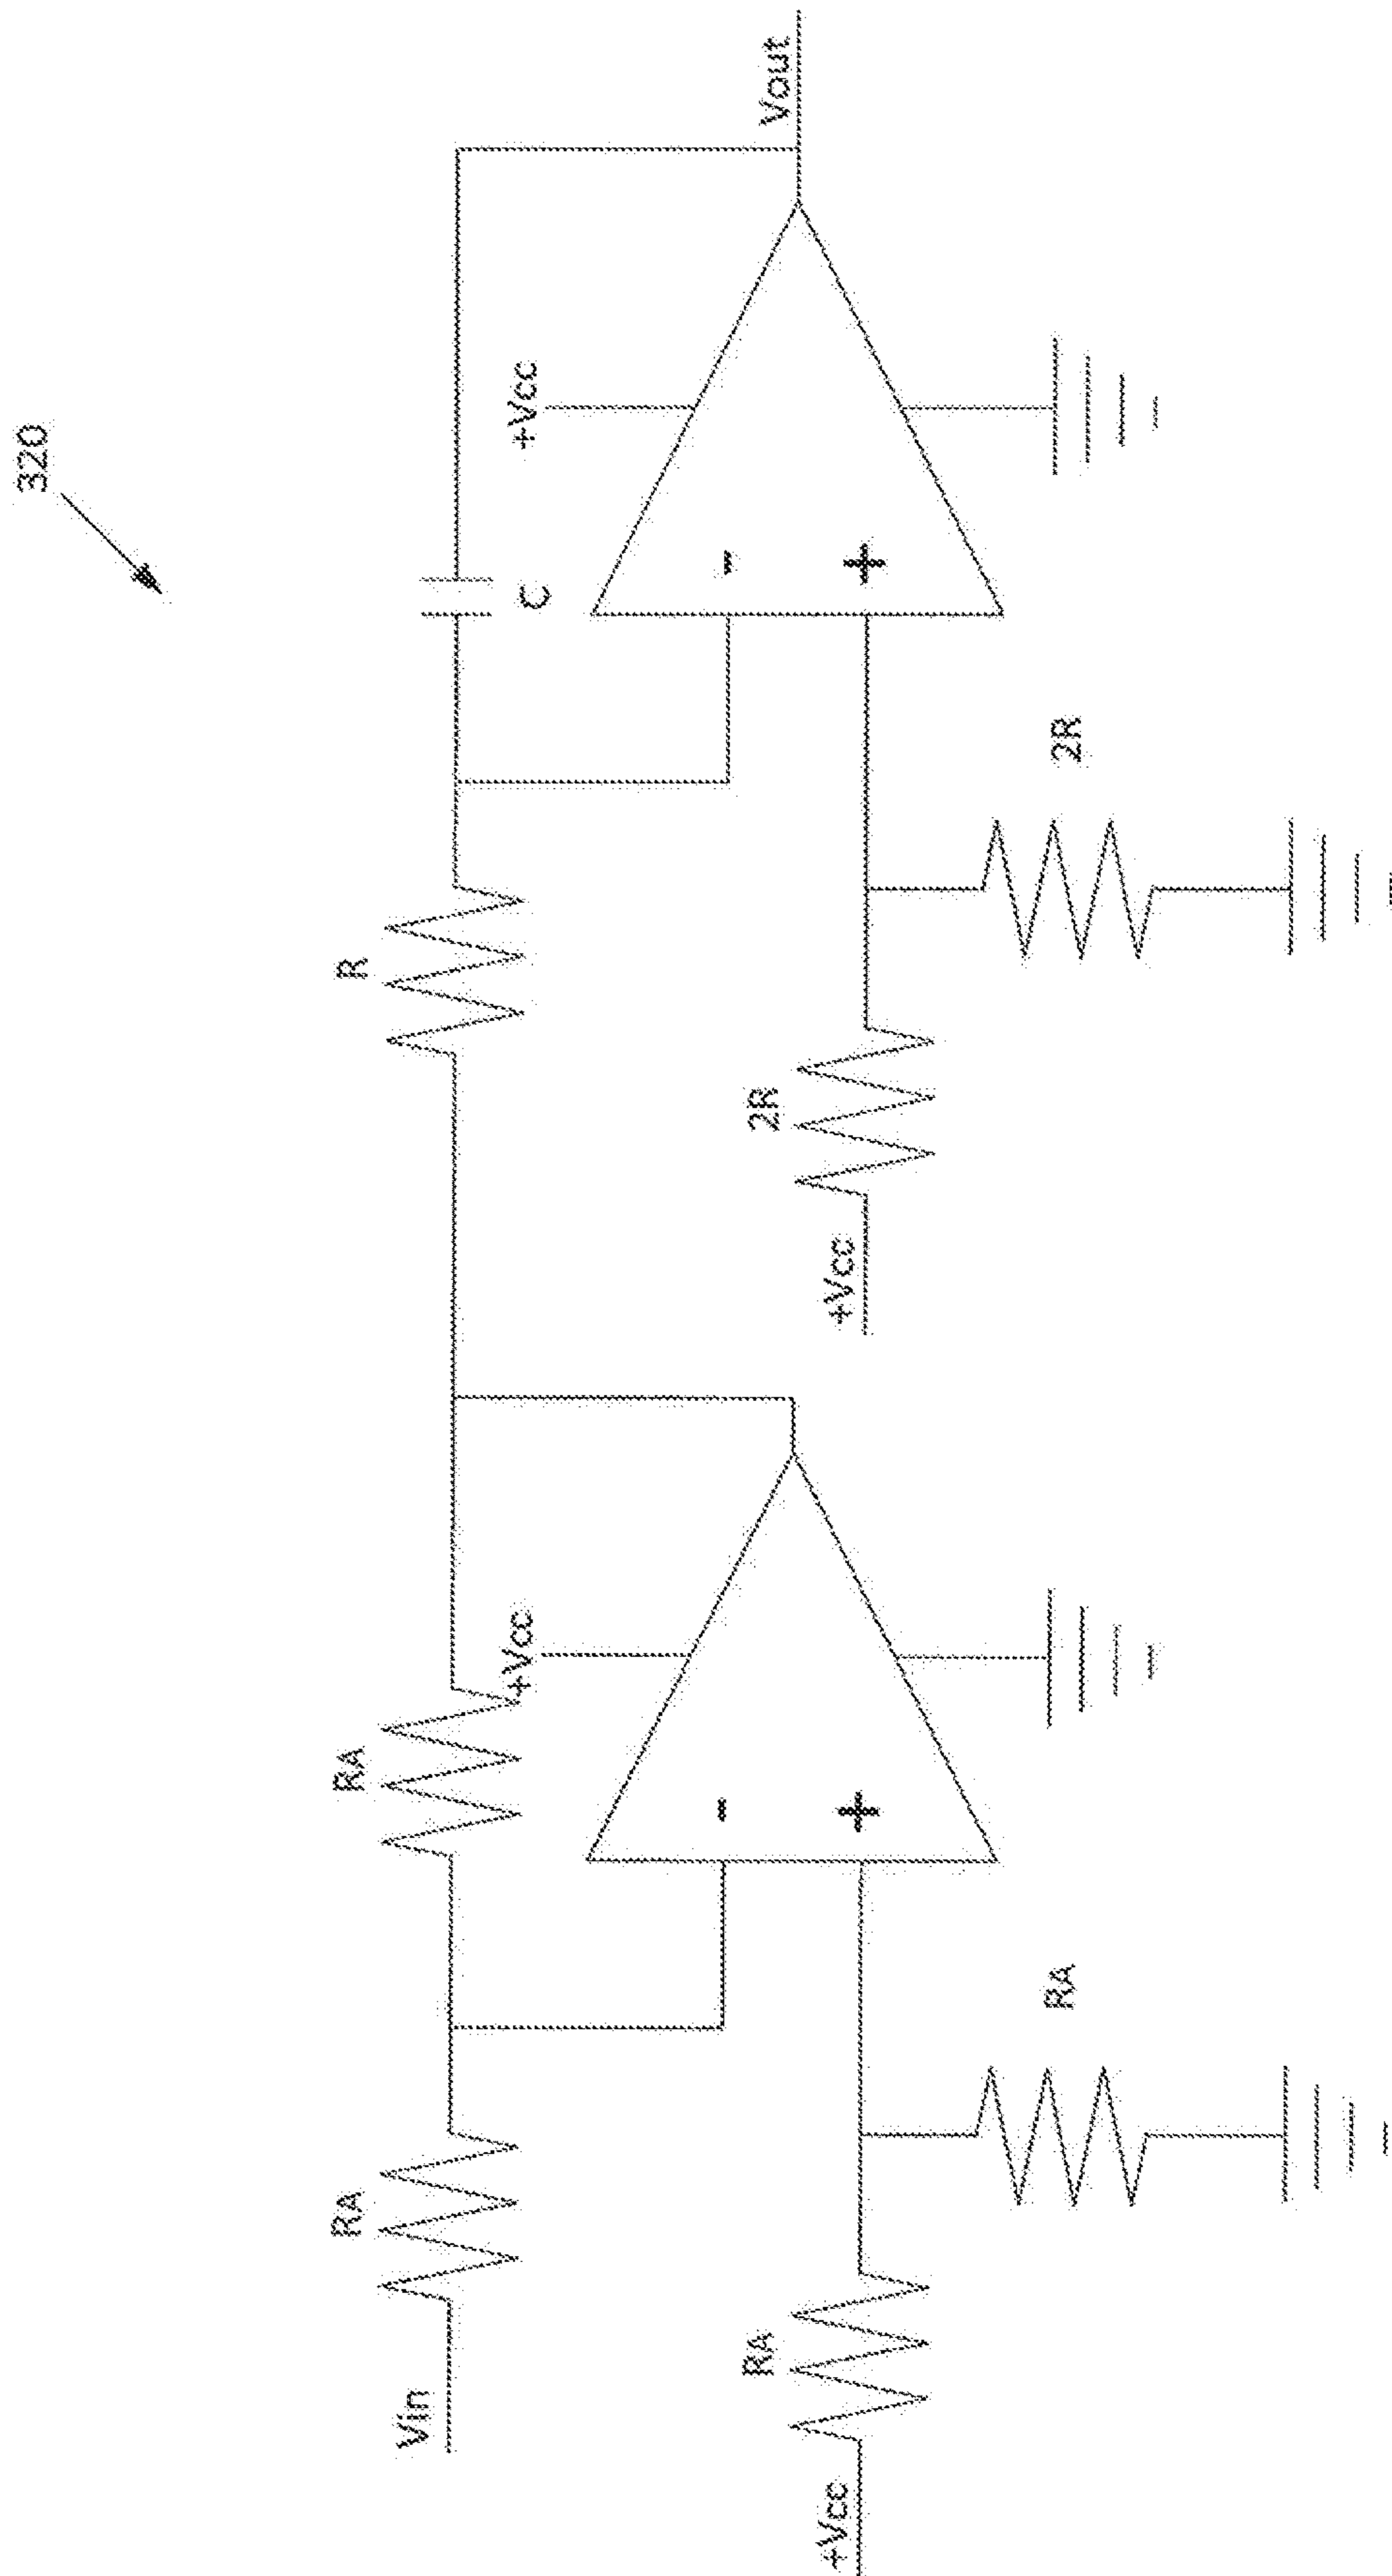 320
Vin
RA
RA
+Vcc
R
C
+Vcc
Vout
-
+
-
+
+Vcc
RA
RA
+Vcc
2R
2R